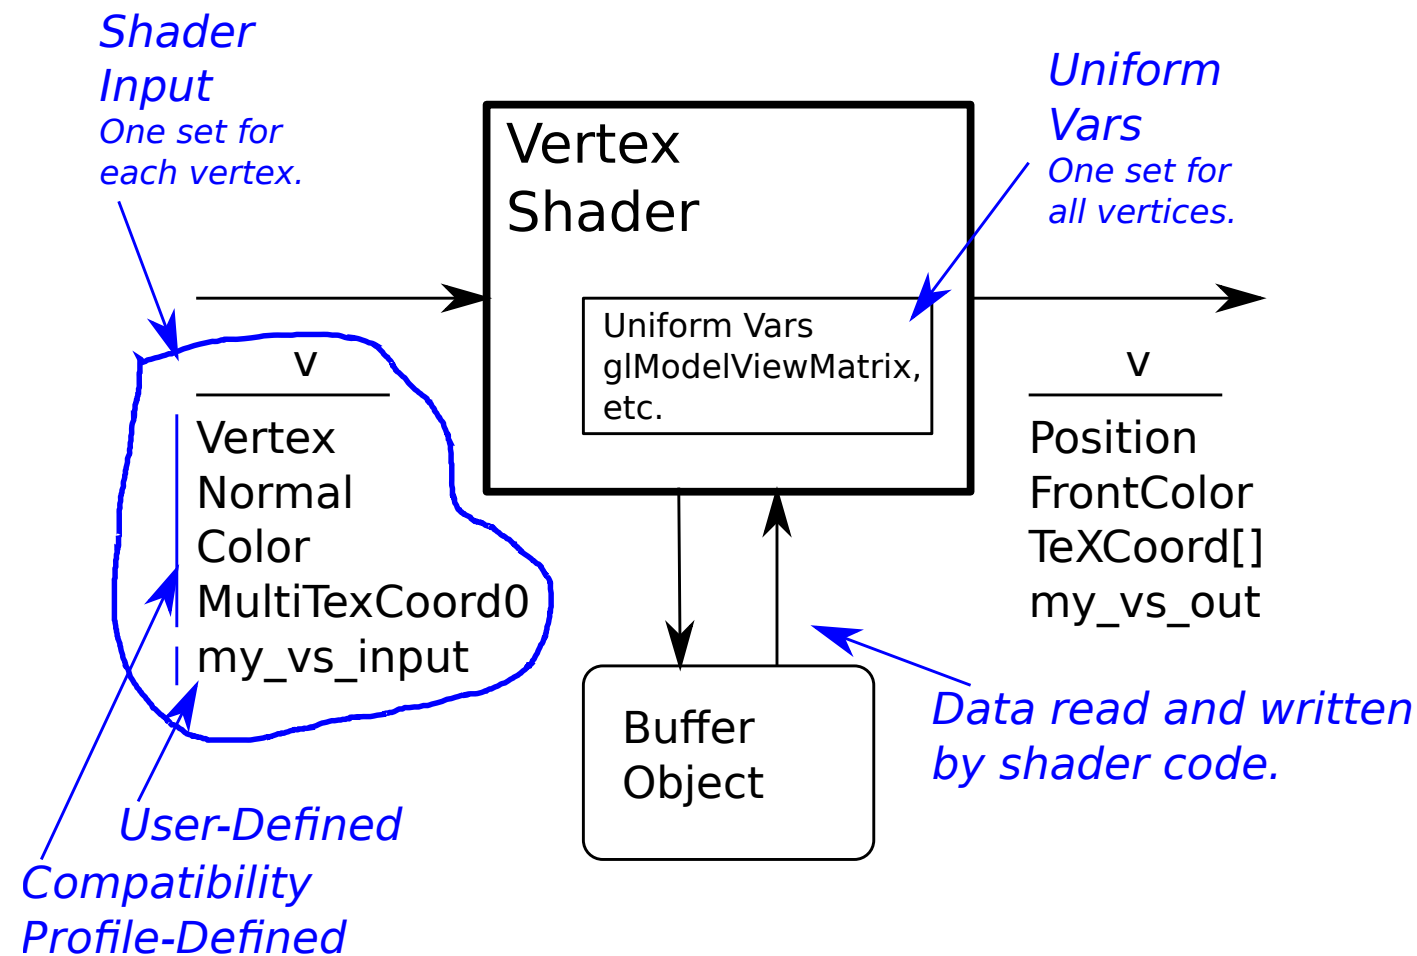 Shader
Input
One set for
each vertex.
Uniform
Vars
One set for
all vertices.
Vertex
Shader
Uniform Vars
glModelViewMatrix,
etc.
v
Vertex
Normal
Color
MultiTexCoord0
my_vs_input
v
Position
FrontColor
TeXCoord[]
my_vs_out
Buffer
Object
Data read and written
by shader code.
User-Defined
Compatibility
Profile-Defined